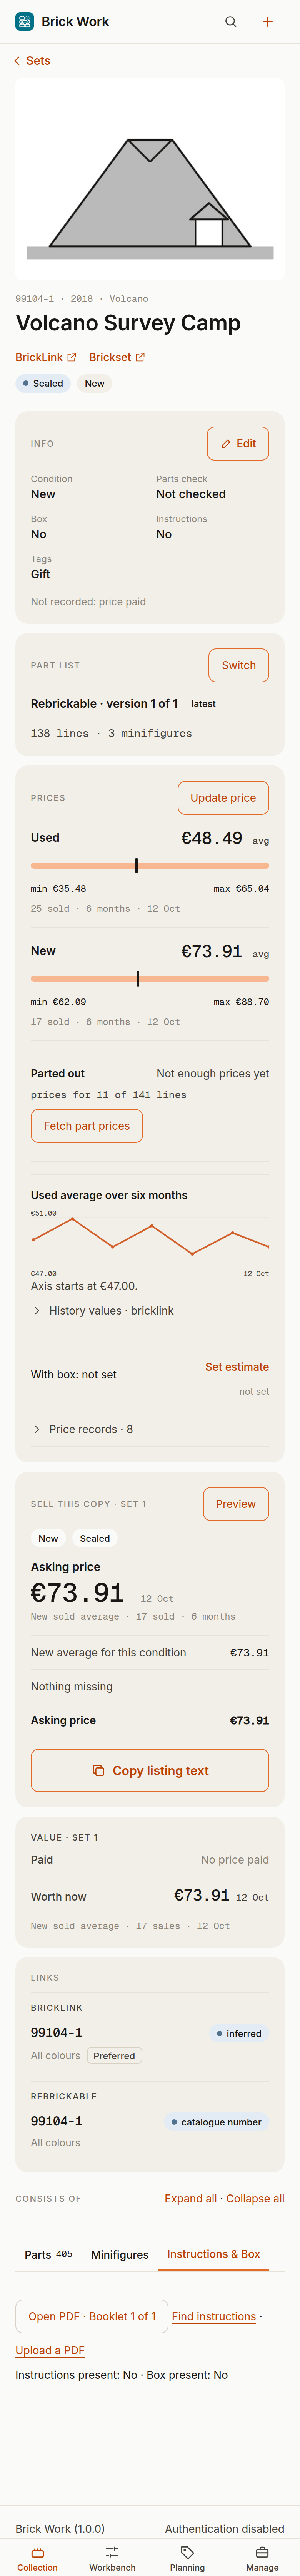 Brick Work
Sets
99104-1 · 2018 · Volcano
Volcano Survey Camp
BrickLink Brickset
Sealed New
INFO Edit
Condition Parts check
New Not checked
Box Instructions
No No
Tags
Gift
Not recorded: price paid
PART LIST Switch
Rebrickable · version 1 of 1 latest
138 lines · 3 minifigures
PRICES Update price
Used €48.49 avg
min €35.48 max €65.04
25 sold · 6 months · 12 Oct
New €73.91 avg
min €62.09 max €88.70
17 sold · 6 months · 12 Oct
Parted out Not enough prices yet
prices for 11 of 141 lines
Fetch part prices
Used average over six months
€51.00
€47.00 12 Oct
Axis starts at €47.00.
History values · bricklink
With box: not set Set estimate
not set
Price records · 8
SELL THIS COPY · SET 1 Preview
New Sealed
Asking price
€73.91 12 Oct
New sold average · 17 sold · 6 months
New average for this condition €73.91
Nothing missing
Asking price €73.91
Copy listing text
VALUE · SET 1
Paid No price paid
Worth now €73.91 12 Oct
New sold average · 17 sales · 12 Oct
LINKS
BRICKLINK
99104-1 inferred
All colours Preferred
REBRICKABLE
99104-1 catalogue number
All colours
CONSISTS OF Expand all · Collapse all
Parts 405 Minifigures Instructions & Box
Open PDF · Booklet 1 of 1 Find instructions ·
Upload a PDF
Instructions present: No · Box present: No
Brick Work (1.0.0) Authentication disabled
Collection Workbench Planning Manage